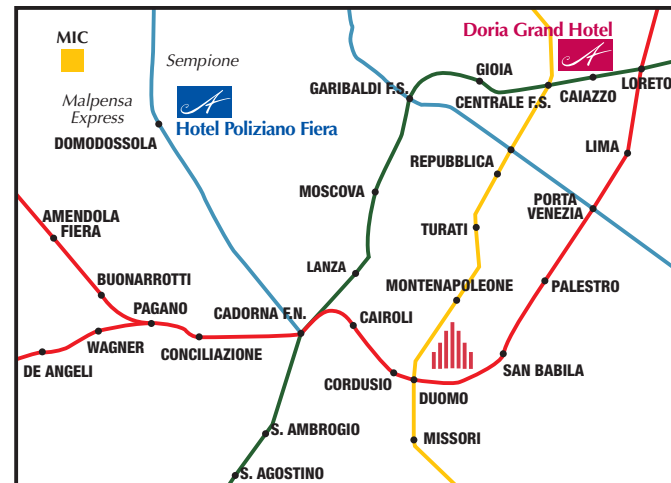 MIC
Sempione
Doria Grand Hotel
A
GIOIA
GARIBALDI F.S.
CENTRALE F.S.
CAIAZZO
LORETO
Malpensa
Express
A
Hotel Poliziano Fiera
DOMODOSSOLA
LIMA
REPUBBLICA
MOSCOVA
PORTA
VENEZIA
AMENDOLA
FIERA
TURATI
LANZA
BUONARROTTI
MONTENAPOLEONE
PALESTRO
PAGANO
CADORNA F.N.
CAIROLI
WAGNER
CONCILIAZIONE
DE ANGELI
SAN BABILA
CORDUSIO
DUOMO
S. AMBROGIO
MISSORI
S. AGOSTINO